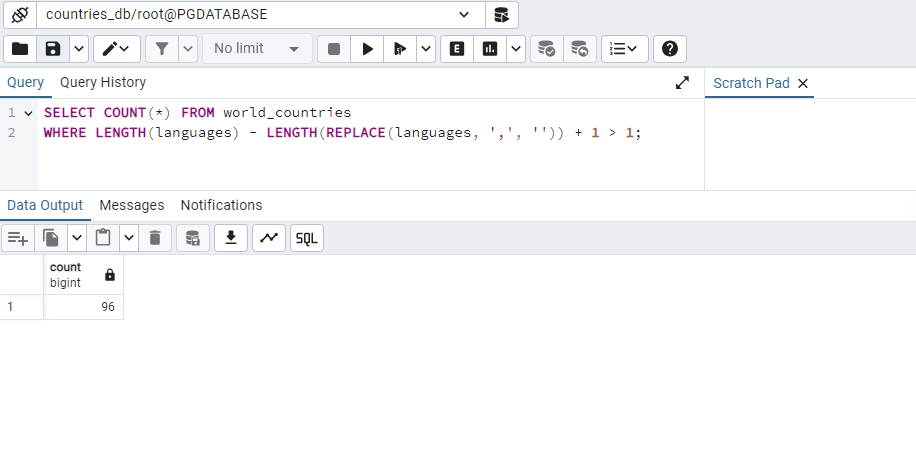 countries_db/root@PGDATABASE
No limit
E
Query Query History
Scratch Pad
1 SELECT COUNT(*) FROM world_countries
2 WHERE LENGTH(languages) - LENGTH(REPLACE(languages, ',', '')) + 1 > 1;
Data Output Messages Notifications
SQL
count
bigint
1 96